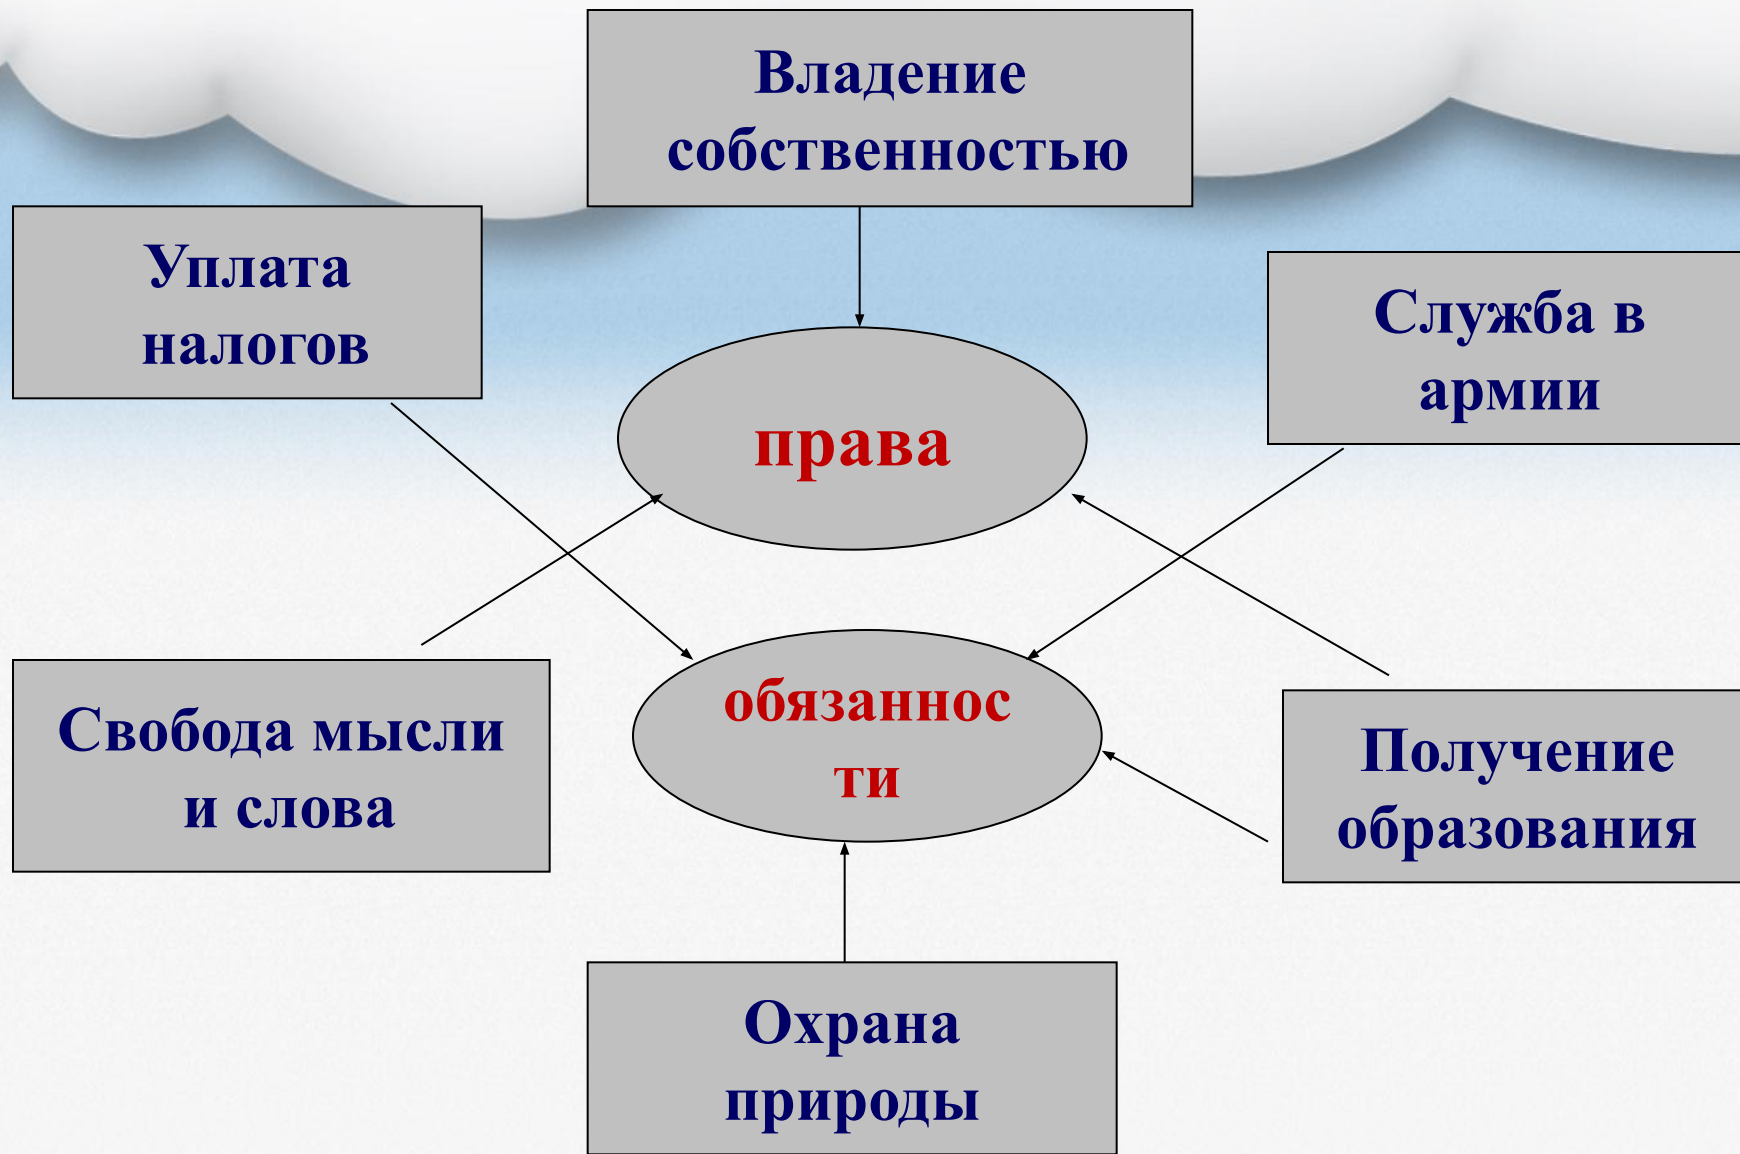 Владение
собственностью
Уплата
налогов
Служба в
армии
права
Свобода мысли
и слова
обязаннос
ти
Получение
образования
Охрана
природы